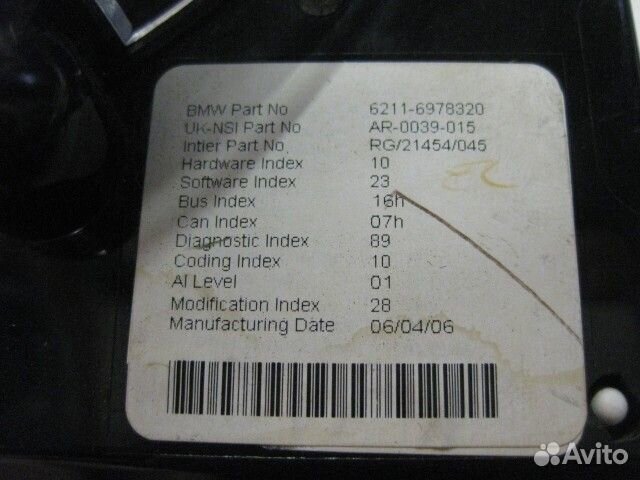 BMW Part No 6211-6978320
UK-NSI Part No AR-0039-015
Intier Part No. RG/21454/045
Hardware Index 10
Software Index 23
Bus Index 16h
Can Index 07h
Diagnostic Index 89
Coding Index 10
AI Level 01
Modification Index 28
Manufacturing Date 06/04/06
Avito